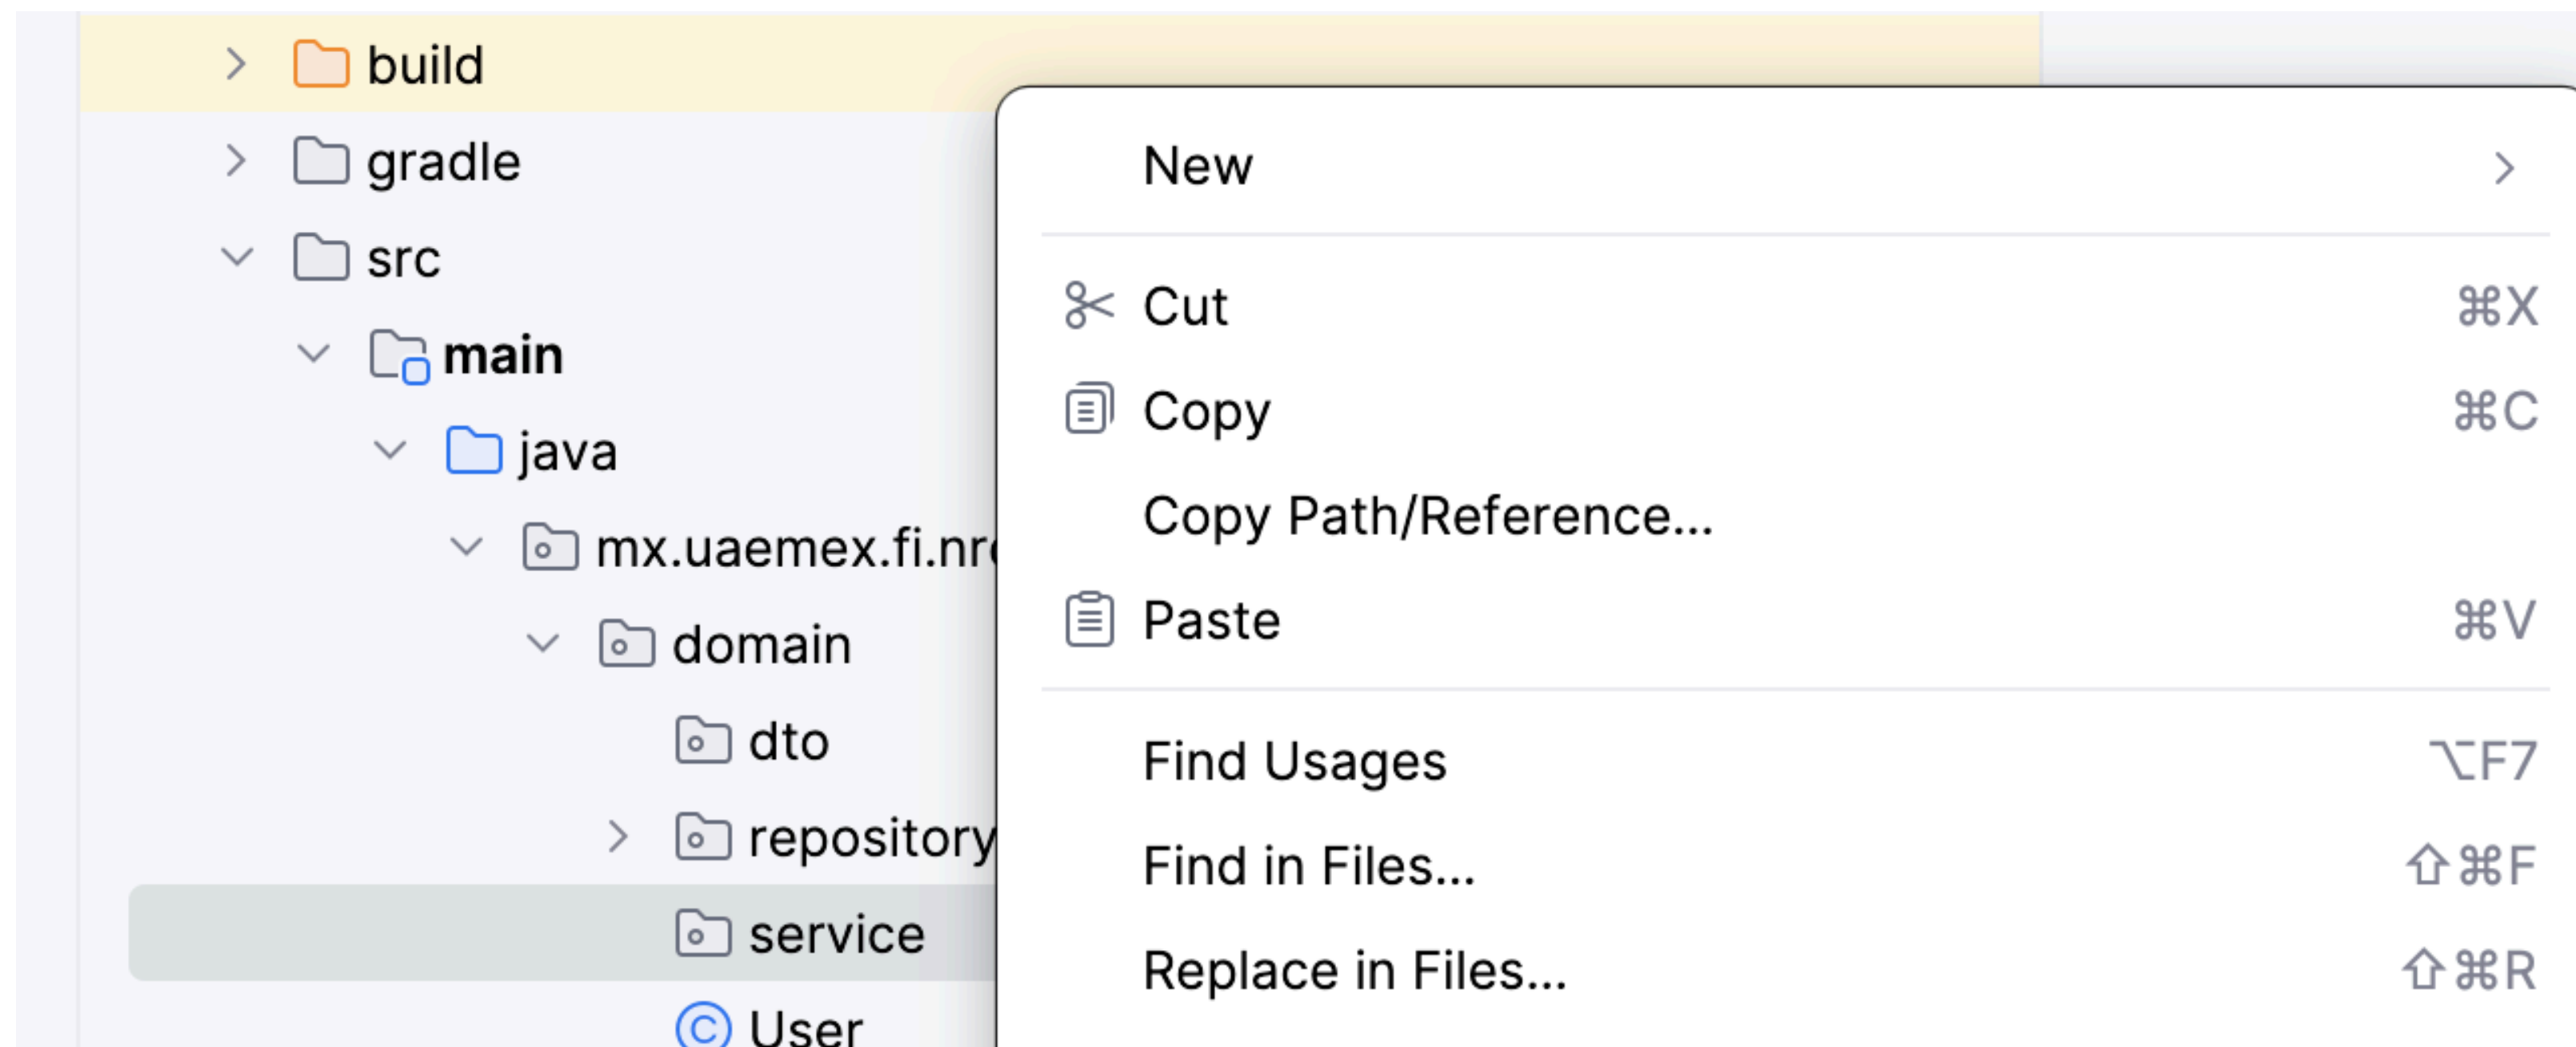 build
gradle
src
main
java
mx.uaemex.fi.nrc
domain
dto
repository
service
User
New
Cut ⌘X
Copy ⌘C
Copy Path/Reference...
Paste ⌘V
Find Usages ⌥F7
Find in Files... ⇧⌘F
Replace in Files... ⇧⌘R